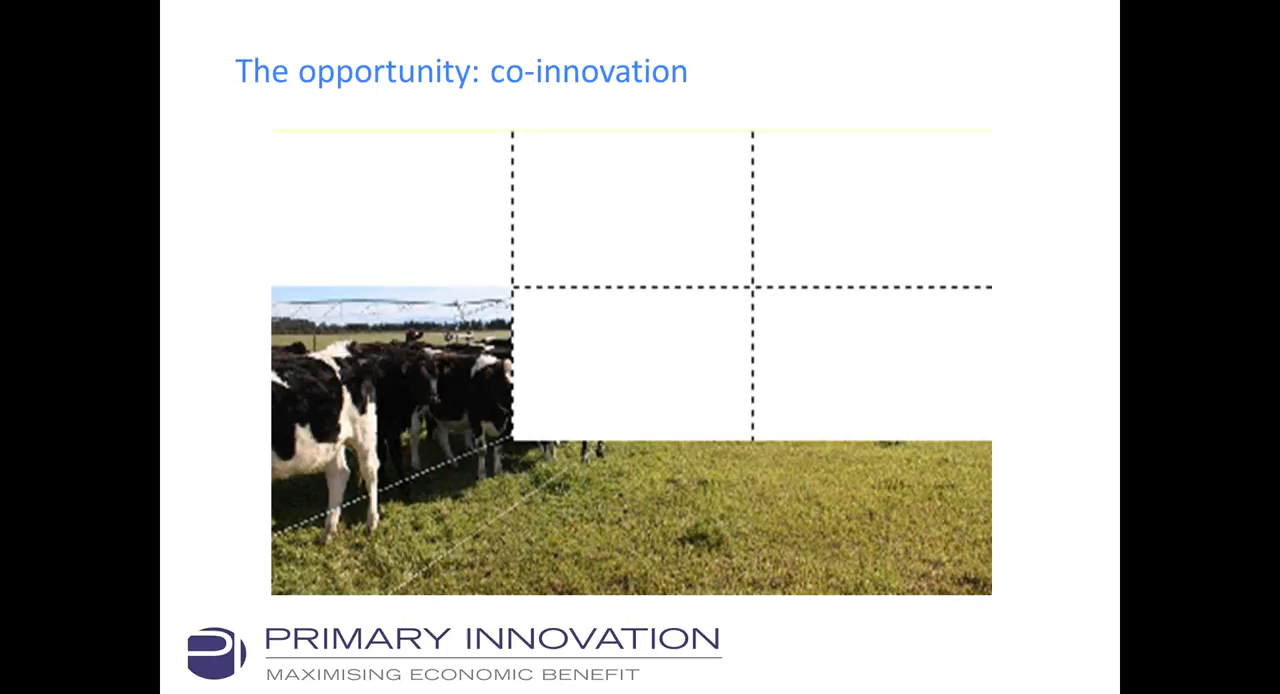 The opportunity: co-innovation
PRIMARY INNOVATION
MAXIMISING ECONOMIC BENEFIT